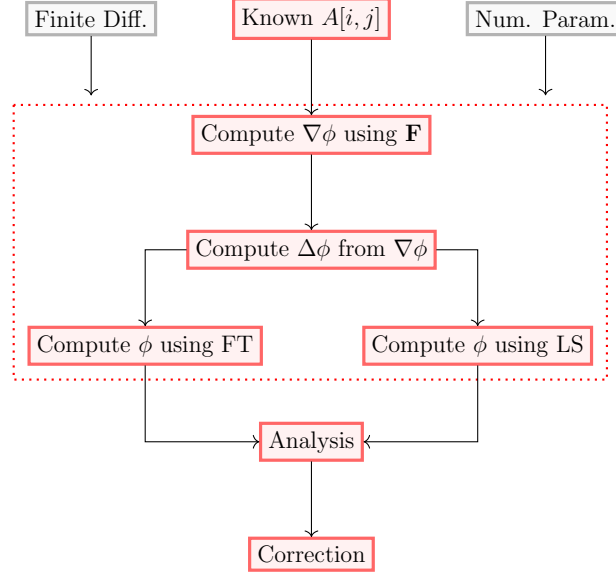 Finite Diff.
Known A[i, j]
Num. Param.
Compute ∇ϕ using F
Compute Δϕ from ∇ϕ
Compute ϕ using FT
Compute ϕ using LS
Analysis
Correction